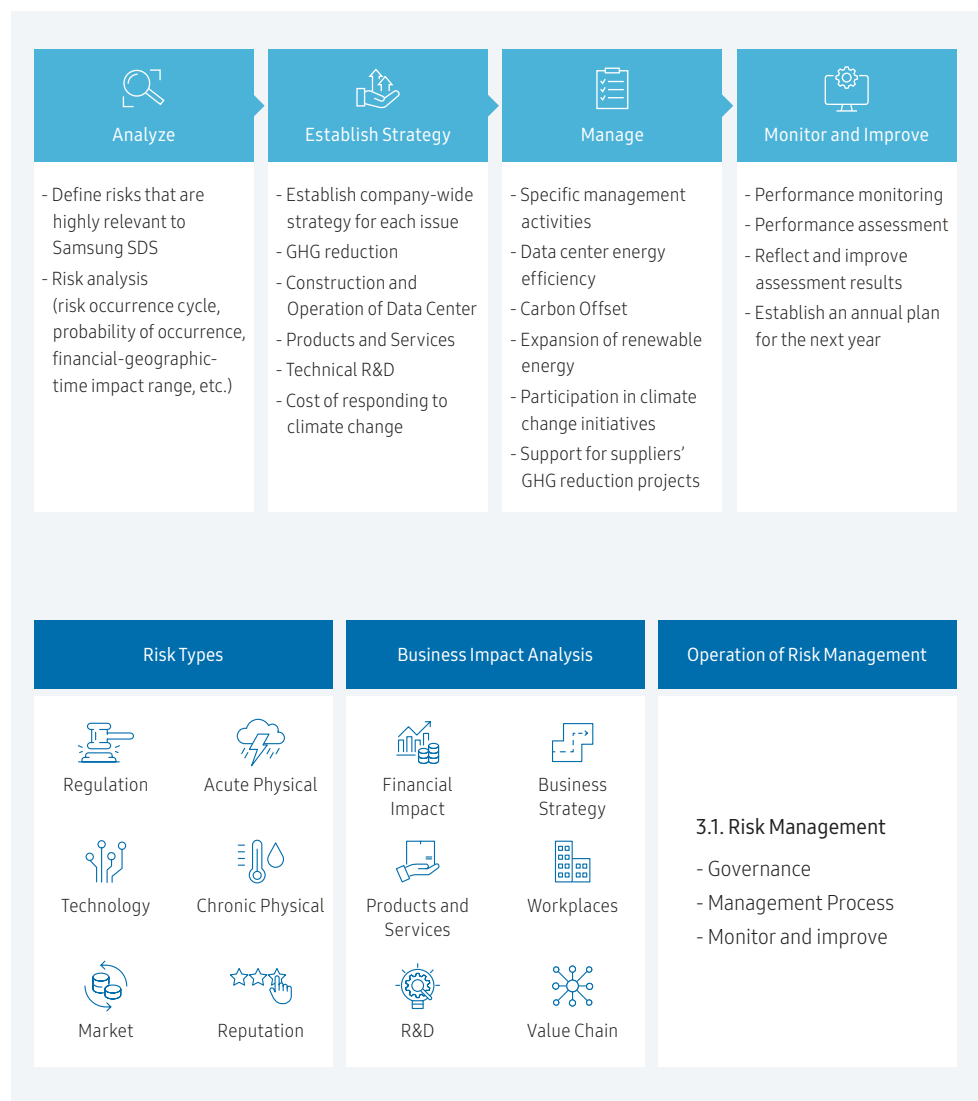 Analyze
- Define risks that are
highly relevant to
Samsung SDS
- Risk analysis
(risk occurrence cycle,
probability of occurrence,
financial-geographic-
time impact range, etc.)
Establish Strategy
- Establish company-wide
strategy for each issue
- GHG reduction
- Construction and
Operation of Data Center
- Products and Services
- Technical R&D
- Cost of responding to
climate change
Manage
- Specific management
activities
- Data center energy
efficiency
- Carbon Offset
- Expansion of renewable
energy
- Participation in climate
change initiatives
- Support for suppliers'
GHG reduction projects
Monitor and Improve
- Performance monitoring
- Performance assessment
- Reflect and improve
assessment results
- Establish an annual plan
for the next year
Risk Types
Regulation
Acute Physical
Technology
Chronic Physical
Market
Reputation
Business Impact Analysis
Financial
Impact
Business
Strategy
Products and
Services
Workplaces
R&D
Value Chain
Operation of Risk Management
3.1. Risk Management
- Governance
- Management Process
- Monitor and improve